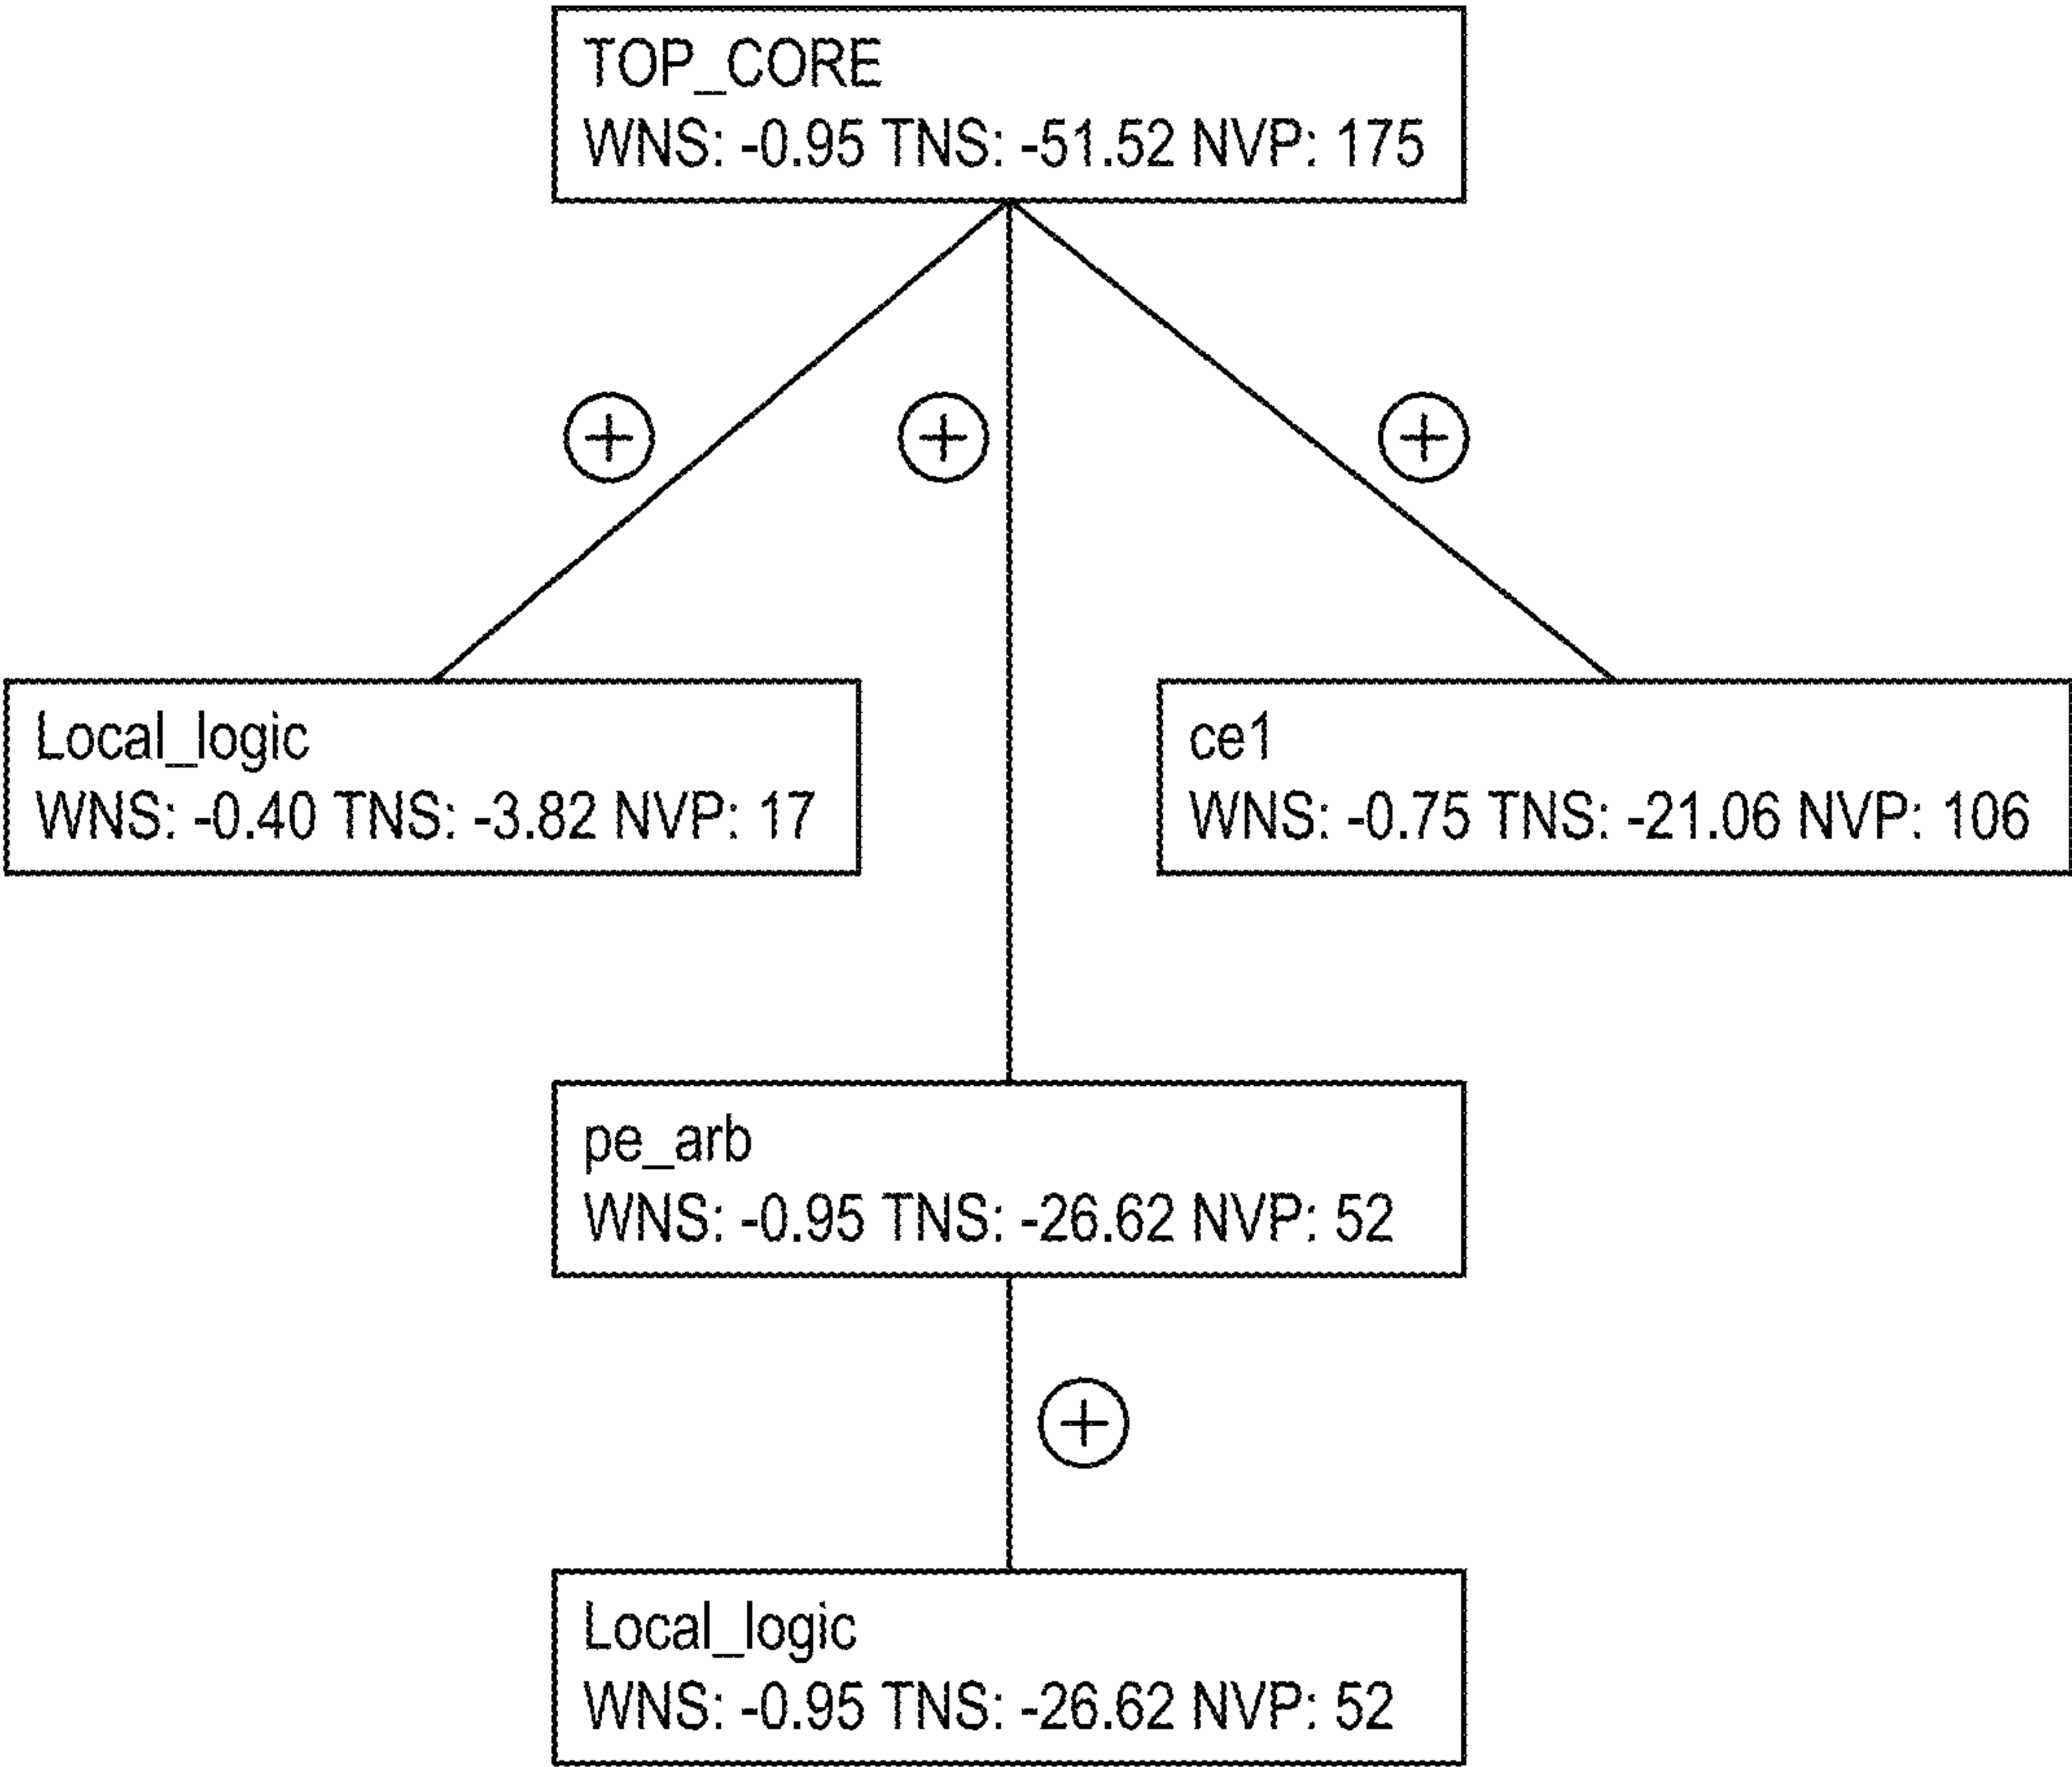 TOP_CORE
WNS: -0.95 TNS: -51.52 NVP: 175
+
+
+
Local_logic
WNS: -0.40 TNS: -3.82 NVP: 17
ce1
WNS: -0.75 TNS: -21.06 NVP: 106
pe_arb
WNS: -0.95 TNS: -26.62 NVP: 52
+
Local_logic
WNS: -0.95 TNS: -26.62 NVP: 52